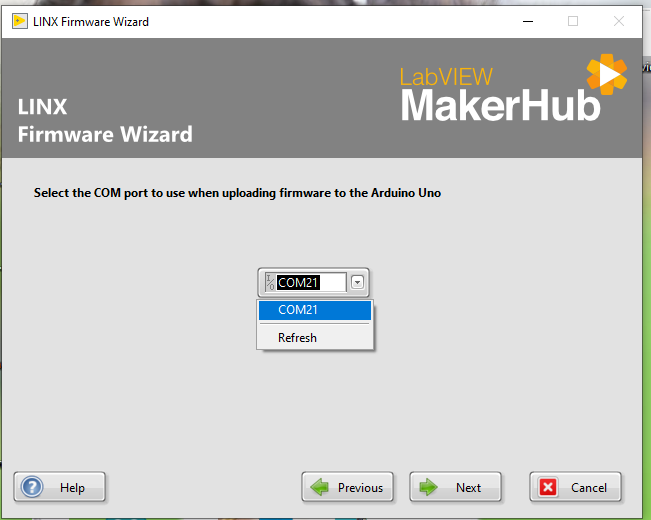 LINX Firmware Wizard
LabVIEW
MakerHub
LINX
Firmware Wizard
Select the COM port to use when uploading firmware to the Arduino Uno
I/O COM21
COM21
Refresh
Help
Previous
Next
Cancel